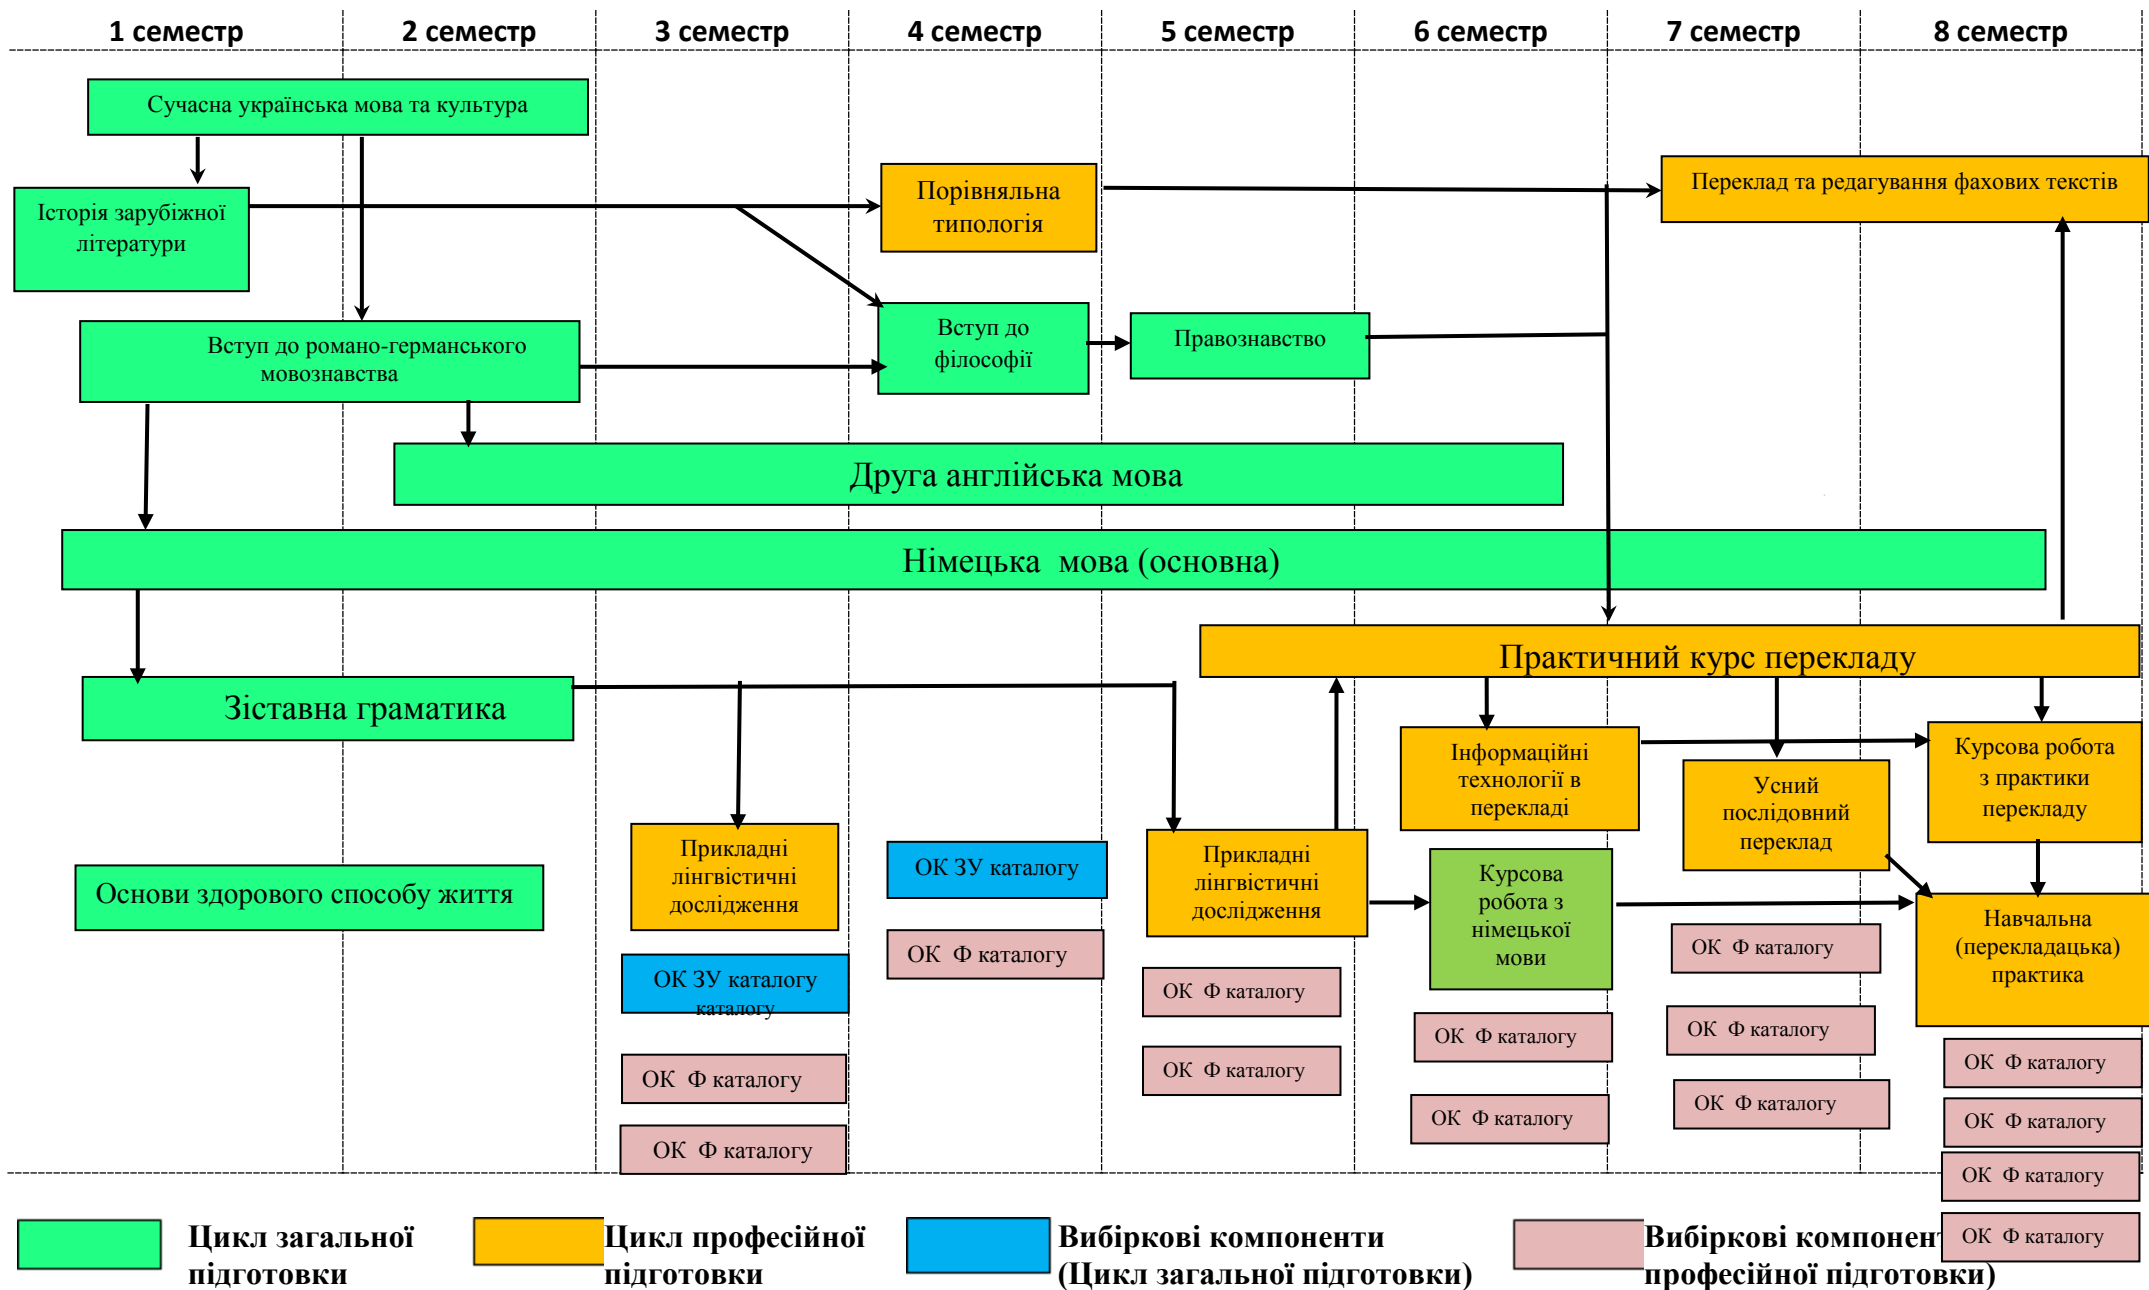 1 семестр
2 семестр
3 семестр
4 семестр
5 семестр
6 семестр
7 семестр
8 семестр
Сучасна українська мова та культура
Історія зарубіжної
літератури
Порівняльна
типологія
Переклад та редагування фахових текстів
Вступ до романо-германського
мовознавства
Вступ до
філософії
Правознавство
Друга англійська мова
Німецька мова (основна)
Практичний курс перекладу
Зіставна граматика
Інформаційні
технології в
перекладі
Усний
послідовний
переклад
Курсова робота
з практики
перекладу
Основи здорового способу життя
Прикладні
лінгвістичні
дослідження
ОК ЗУ каталогу
Прикладні
лінгвістичні
дослідження
Курсова
робота з
німецької
мови
Навчальна
(перекладацька)
практика
ОК ЗУ каталогу
каталогу
ОК Ф каталогу
ОК Ф каталогу
ОК Ф каталогу
ОК Ф каталогу
ОК Ф каталогу
ОК Ф каталогу
ОК Ф каталогу
ОК Ф каталогу
ОК Ф каталогу
ОК Ф каталогу
ОК Ф каталогу
ОК Ф каталогу
ОК Ф каталогу
ОК Ф каталогу
Цикл загальної
підготовки
Цикл професійної
підготовки
Вибіркові компоненти
(Цикл загальної підготовки)
Вибіркові компонен
професійної підготовки)